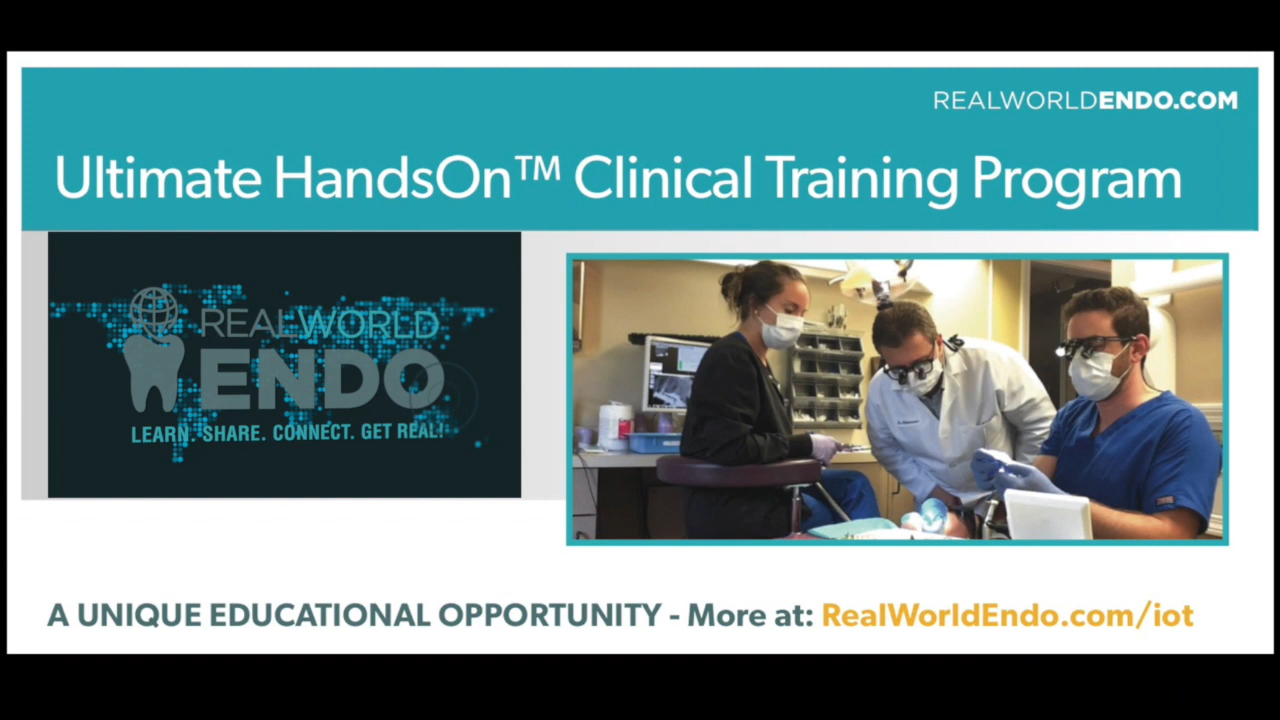 REALWORLDENDO.COM
Ultimate HandsOn™ Clinical Training Program
REALWORLD
ENDO
LEARN. SHARE. CONNECT. GET REAL!
A UNIQUE EDUCATIONAL OPPORTUNITY - More at: RealWorldEndo.com/iot